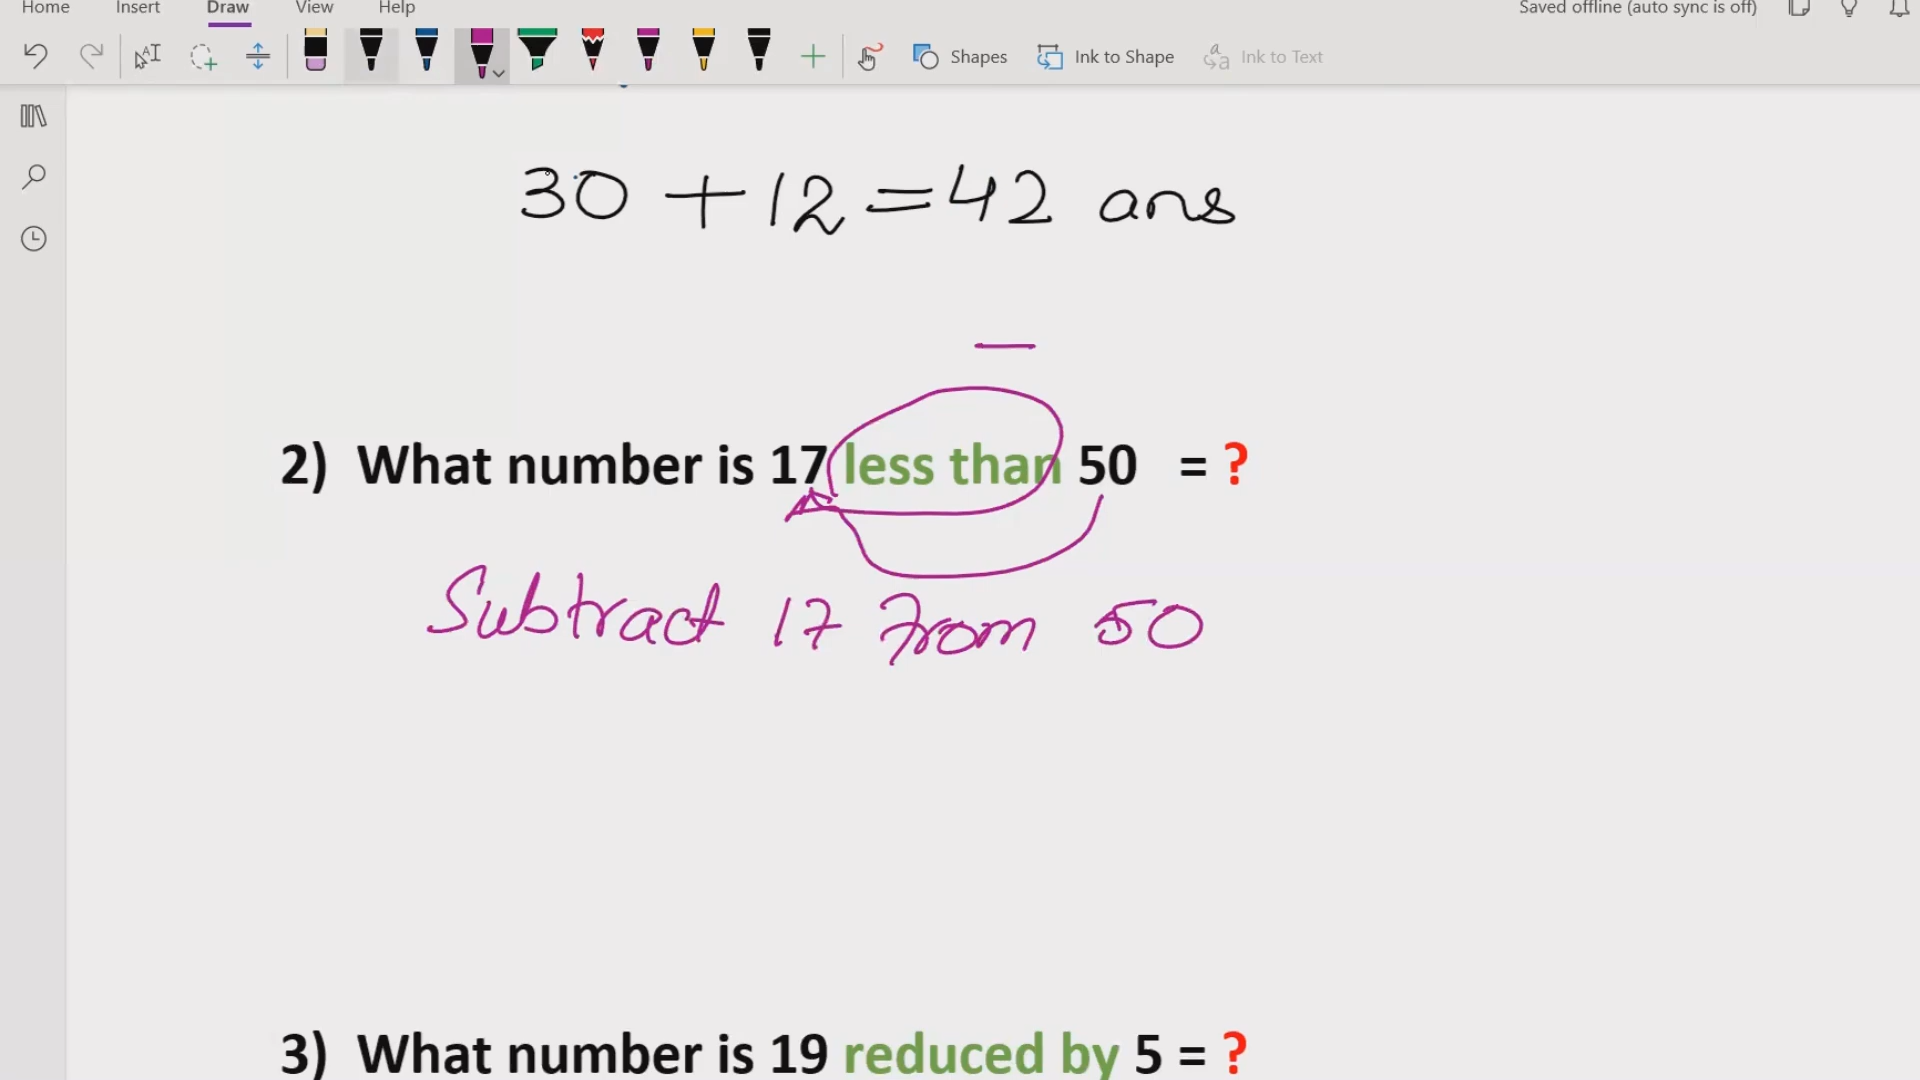 Home Insert Draw View Help Saved offline (auto sync is off)
Shapes Ink to Shape Ink to Text
30 + 12 = 42 ans
—
2) What number is 17 less than 50 = ?
Subtract 17 from 50
3) What number is 19 reduced by 5 = ?